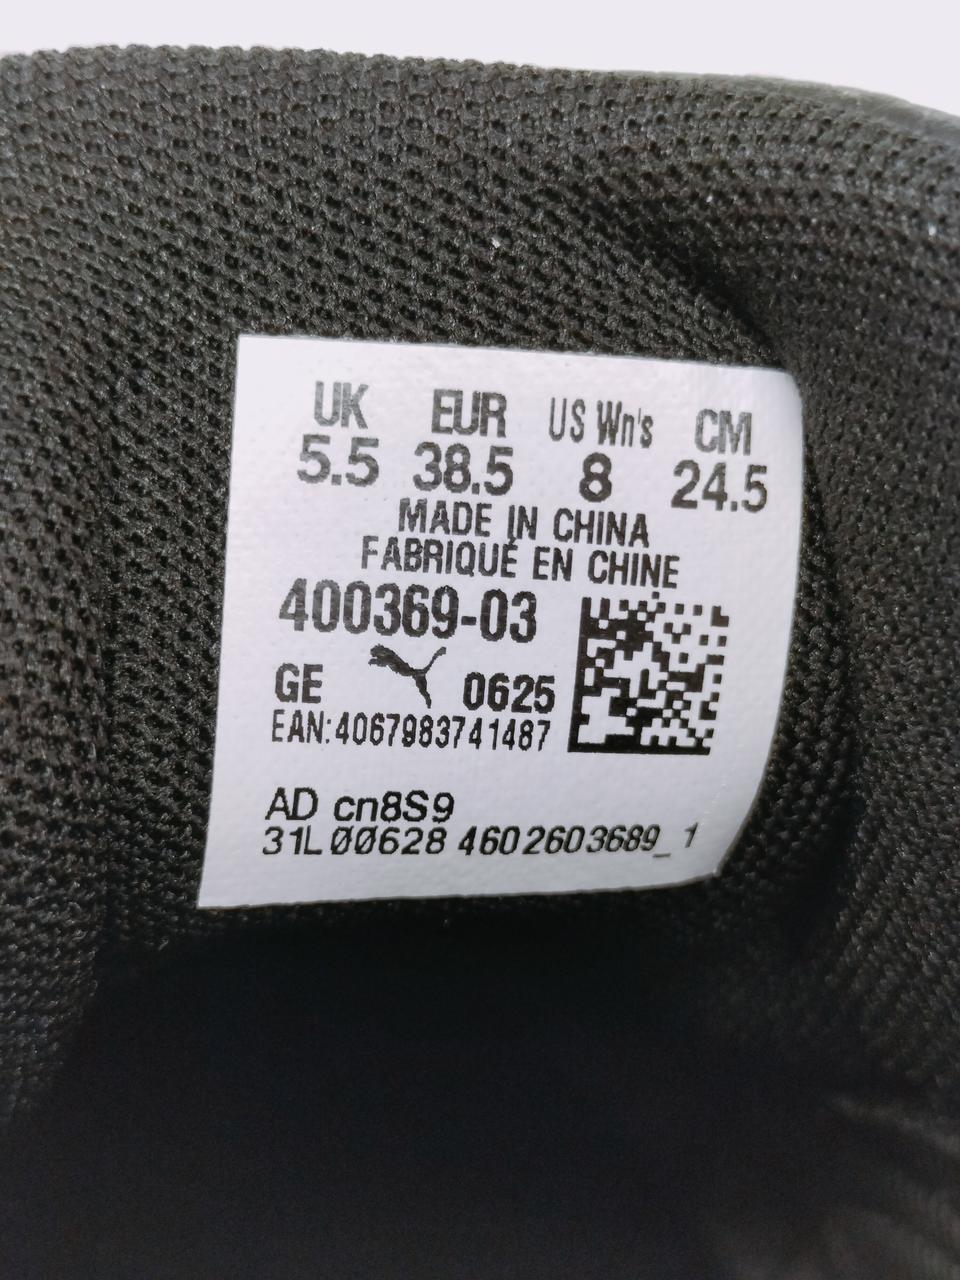 UK EUR US Wn's CM
5.5 38.5 8 24.5
MADE IN CHINA
FABRIQUÉ EN CHINE
400369-03
GE 0625
EAN:4067983741487
AD cn8S9
31L00628 4602603689_1